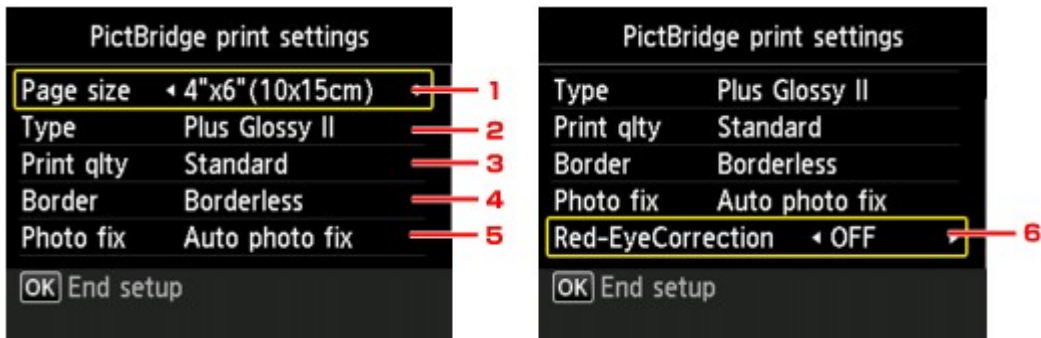 PictBridge print settings
Page size 4"x6"(10x15cm) 1
Type Plus Glossy II 2
Print qlty Standard 3
Border Borderless 4
Photo fix Auto photo fix 5
OK End setup
PictBridge print settings
Type Plus Glossy II
Print qlty Standard
Border Borderless
Photo fix Auto photo fix
Red-EyeCorrection OFF 6
OK End setup